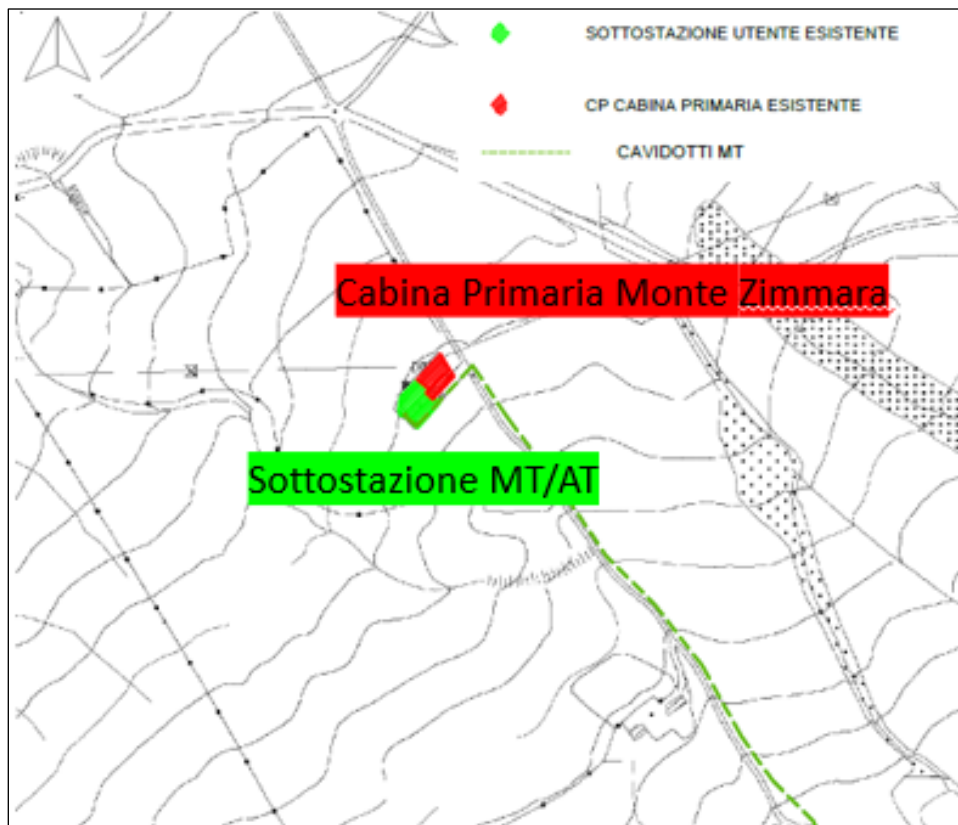 SOTTOSTAZIONE UTENTE ESISTENTE
CP CABINA PRIMARIA ESISTENTE
CAVIDOTTI MT
Cabina Primaria Monte Zimmara
Sottostazione MT/AT